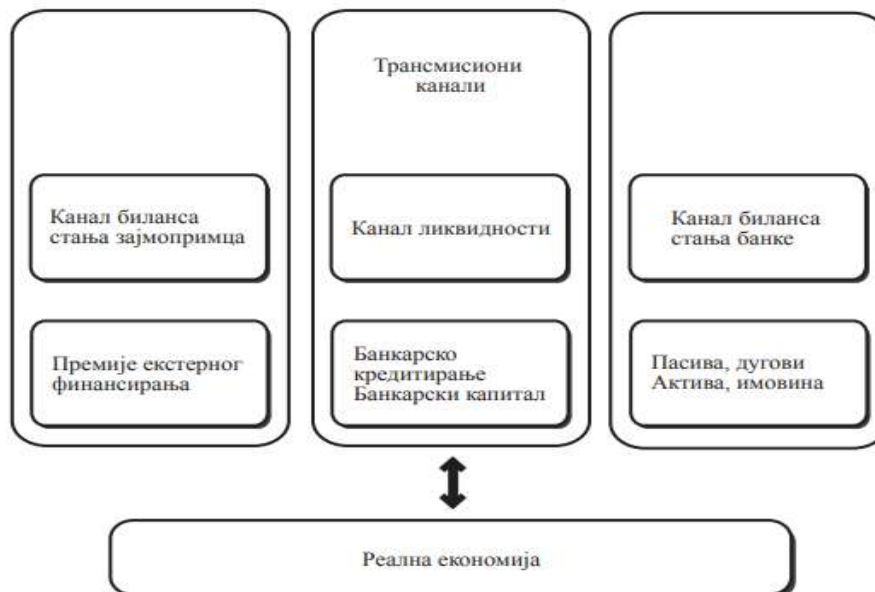 Трансмисиони
канали
Канал биланса
стања зајмопримца
Канал ликвидности
Канал биланса
стања банке
Премије екстерног
финансирања
Банкарско
кредитирање
Банкарски капитал
Пасива, дугови
Актива, имовина
Реална економија